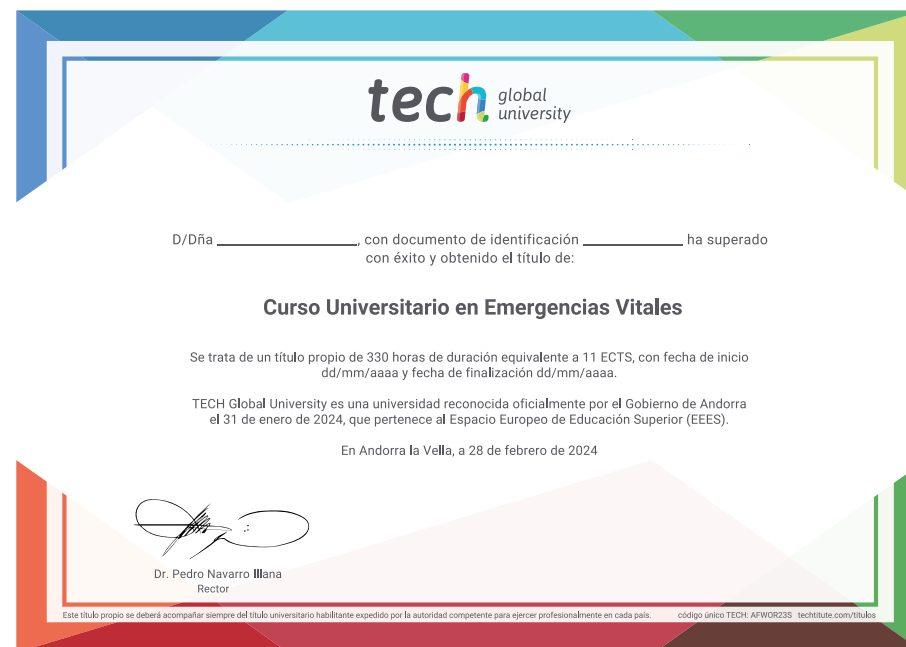 tech global university
D/Dña ____________________, con documento de identificación ______________ ha superado
con éxito y obtenido el título de:
Curso Universitario en Emergencias Vitales
Se trata de un título propio de 330 horas de duración equivalente a 11 ECTS, con fecha de inicio
dd/mm/aaaa y fecha de finalización dd/mm/aaaa.
TECH Global University es una universidad reconocida oficialmente por el Gobierno de Andorra
el 31 de enero de 2024, que pertenece al Espacio Europeo de Educación Superior (EEES).
En Andorra la Vella, a 28 de febrero de 2024
Dr. Pedro Navarro Illana
Rector
Este título propio se deberá acompañar siempre del título universitario habilitante expedido por la autoridad competente para ejercer profesionalmente en cada país. código único TECH: AFWOR23S techtitute.com/titulos